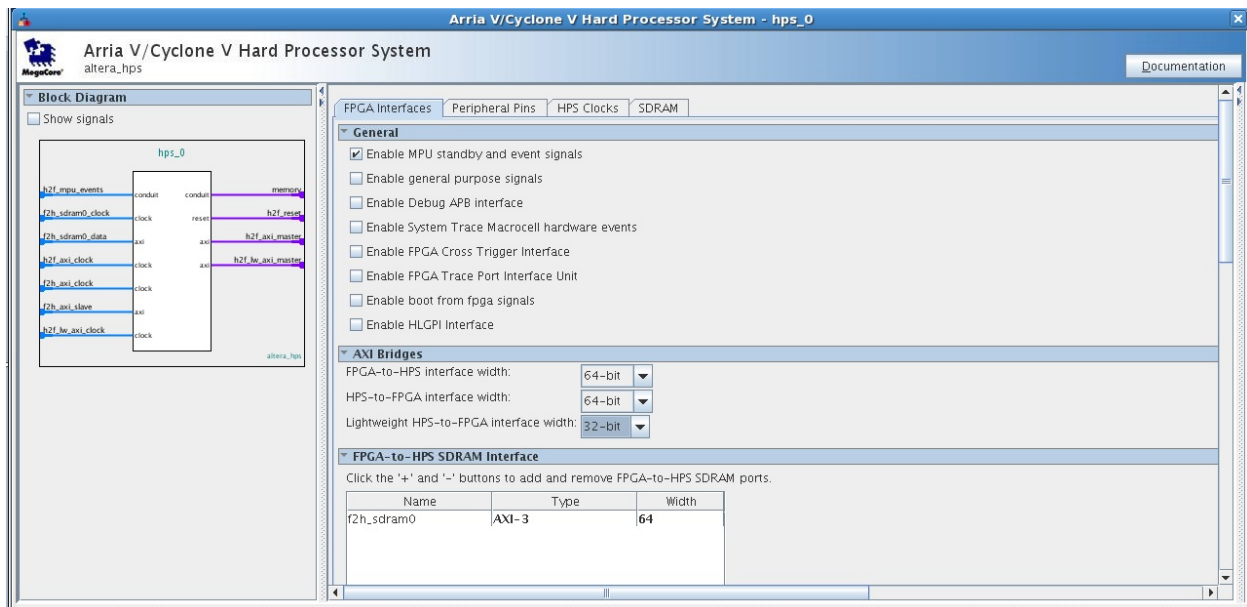 Arria V/Cyclone V Hard Processor System - hps_0
MegaCore®
Arria V/Cyclone V Hard Processor System
altera_hps
Documentation
Block Diagram
Show signals
hps_0
h2f_mpu_events conduit conduit memory
f2h_sdram0_clock clock reset h2f_reset
f2h_sdram0_data axi axi h2f_axi_master
h2f_axi_clock clock axi h2f_lw_axi_master
f2h_axi_clock clock
f2h_axi_slave axi
h2f_lw_axi_clock clock
altera_hps
FPGA Interfaces Peripheral Pins HPS Clocks SDRAM
General
Enable MPU standby and event signals
Enable general purpose signals
Enable Debug APB interface
Enable System Trace Macrocell hardware events
Enable FPGA Cross Trigger Interface
Enable FPGA Trace Port Interface Unit
Enable boot from fpga signals
Enable HLGPI Interface
AXI Bridges
FPGA-to-HPS interface width: 64-bit
HPS-to-FPGA interface width: 64-bit
Lightweight HPS-to-FPGA interface width: 32-bit
FPGA-to-HPS SDRAM Interface
Click the '+' and '-' buttons to add and remove FPGA-to-HPS SDRAM ports.
Name Type Width
f2h_sdram0 AXI-3 64